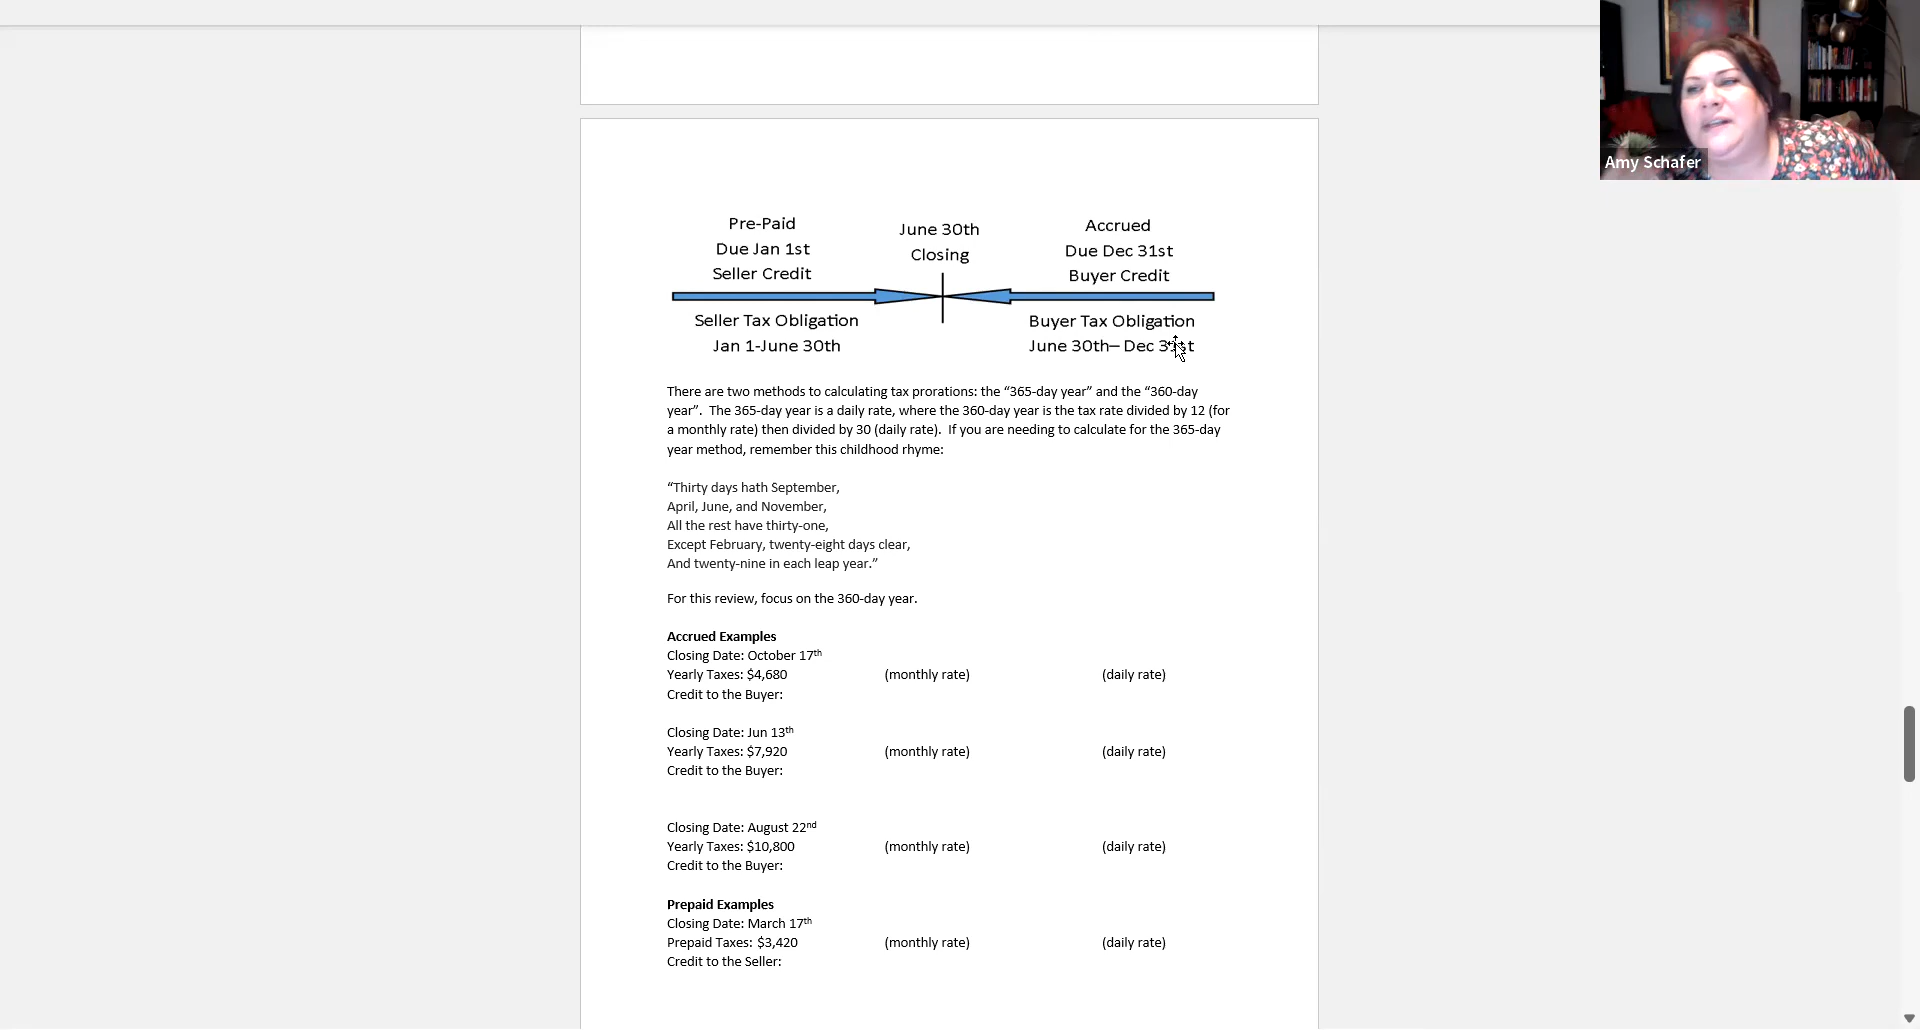 Amy Schafer
Pre-Paid
Due Jan 1st
Seller Credit
June 30th
Closing
Accrued
Due Dec 31st
Buyer Credit
Seller Tax Obligation
Jan 1-June 30th
Buyer Tax Obligation
June 30th– Dec 31st
There are two methods to calculating tax prorations: the “365-day year” and the “360-day
year”.  The 365-day year is a daily rate, where the 360-day year is the tax rate divided by 12 (for
a monthly rate) then divided by 30 (daily rate).  If you are needing to calculate for the 365-day
year method, remember this childhood rhyme:
“Thirty days hath September,
April, June, and November,
All the rest have thirty-one,
Except February, twenty-eight days clear,
And twenty-nine in each leap year.”
For this review, focus on the 360-day year.
Accrued Examples
Closing Date: October 17th
Yearly Taxes: $4,680 (monthly rate) (daily rate)
Credit to the Buyer:
Closing Date: Jun 13th
Yearly Taxes: $7,920 (monthly rate) (daily rate)
Credit to the Buyer:
Closing Date: August 22nd
Yearly Taxes: $10,800 (monthly rate) (daily rate)
Credit to the Buyer:
Prepaid Examples
Closing Date: March 17th
Prepaid Taxes: $3,420 (monthly rate) (daily rate)
Credit to the Seller: